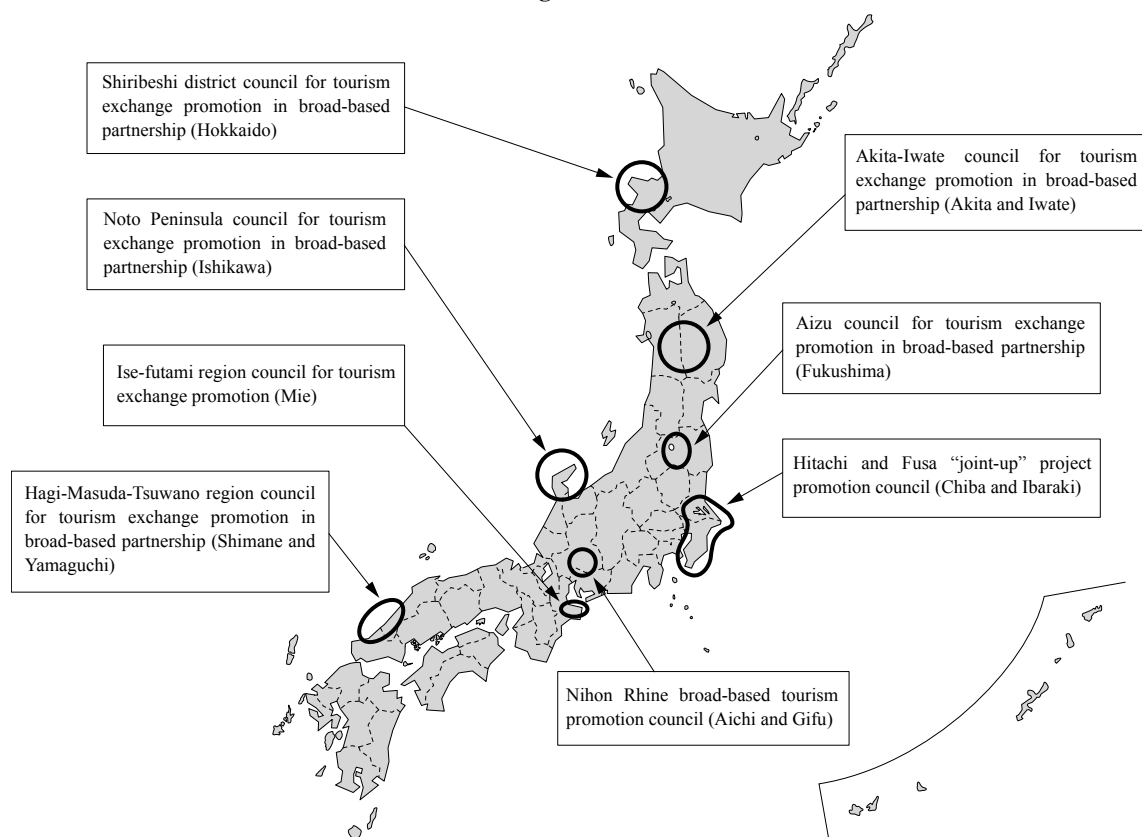 Shiribeshi district council for tourism
exchange promotion in broad-based
partnership (Hokkaido)
Akita-Iwate council for tourism
exchange promotion in broad-based
partnership (Akita and Iwate)
Noto Peninsula council for tourism
exchange promotion in broad-based
partnership (Ishikawa)
Aizu council for tourism exchange
promotion in broad-based partnership
(Fukushima)
Ise-futami region council for tourism
exchange promotion (Mie)
Hitachi and Fusa “joint-up” project
promotion council (Chiba and Ibaraki)
Hagi-Masuda-Tsuwano region council
for tourism exchange promotion in
broad-based partnership (Shimane and
Yamaguchi)
Nihon Rhine broad-based tourism
promotion council (Aichi and Gifu)